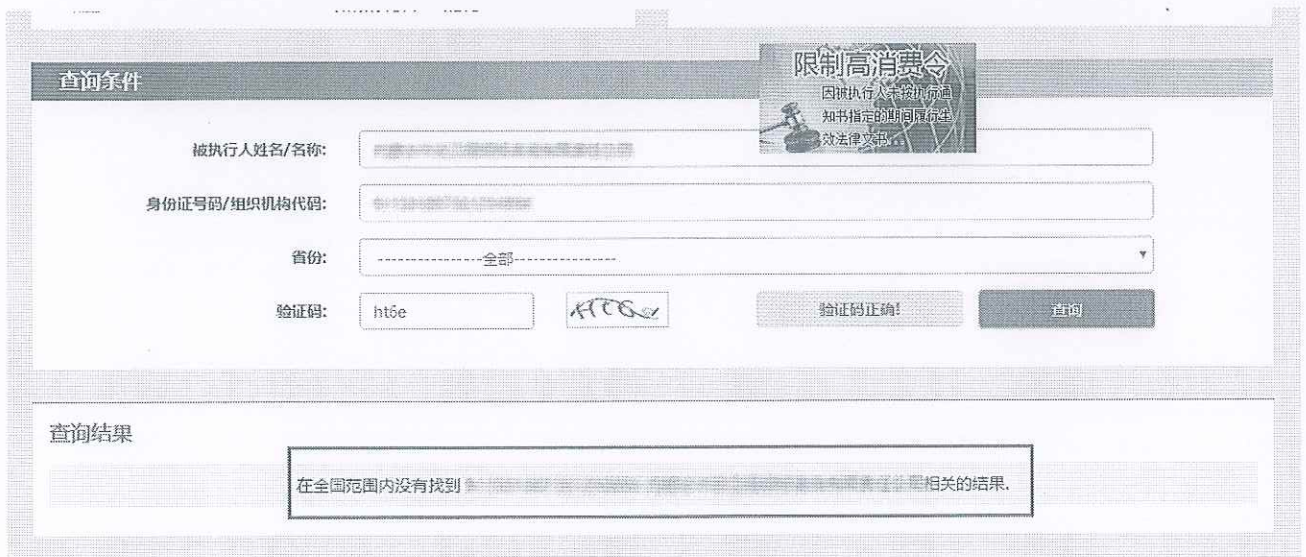 查询条件
限制高消费令
因被执行人未按执行通
知书指定的期间履行生
效法律文书...
被执行人姓名/名称:
身份证号码/组织机构代码:
省份:
----------------全部----------------
验证码:
ht6e
HT6e
验证码正确!
查询
查询结果
在全国范围内没有找到
相关的结果.